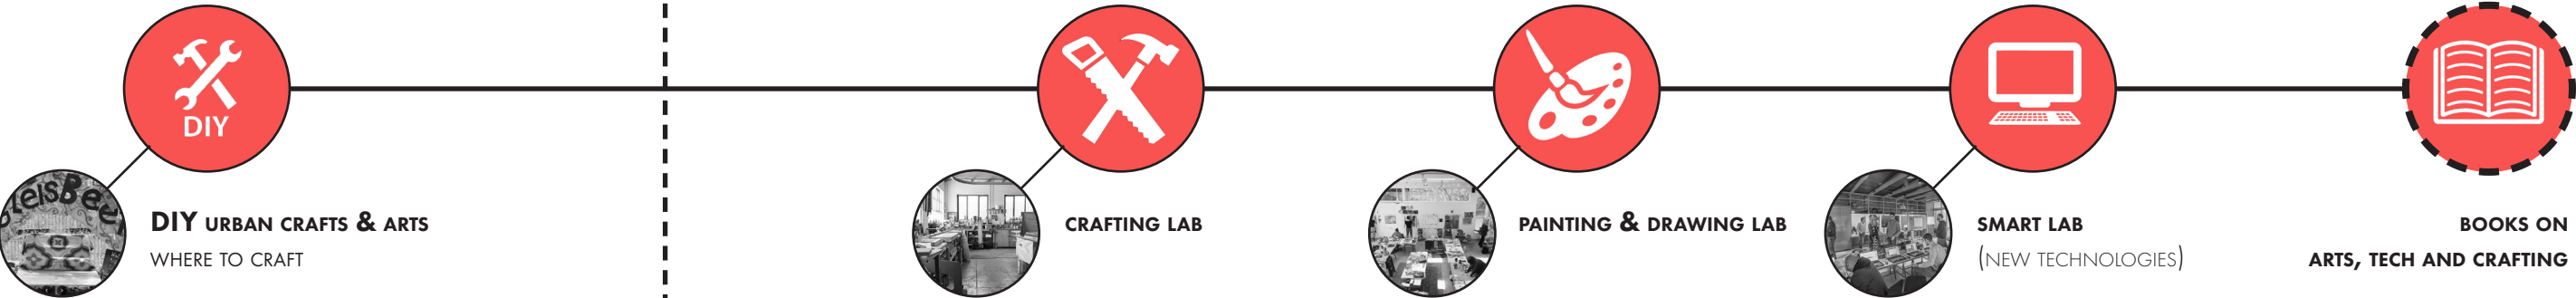 DIY
DIY URBAN CRAFTS & ARTS
WHERE TO CRAFT
CRAFTING LAB
PAINTING & DRAWING LAB
SMART LAB
(NEW TECHNOLOGIES)
BOOKS ON
ARTS, TECH AND CRAFTING